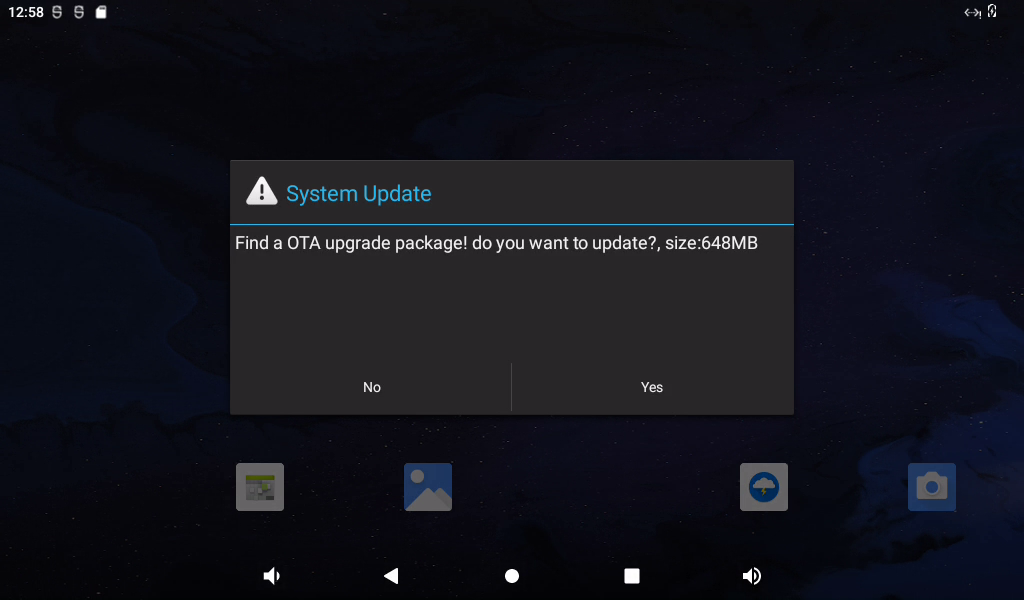 12:58
System Update
Find a OTA upgrade package! do you want to update?, size:648MB
No
Yes